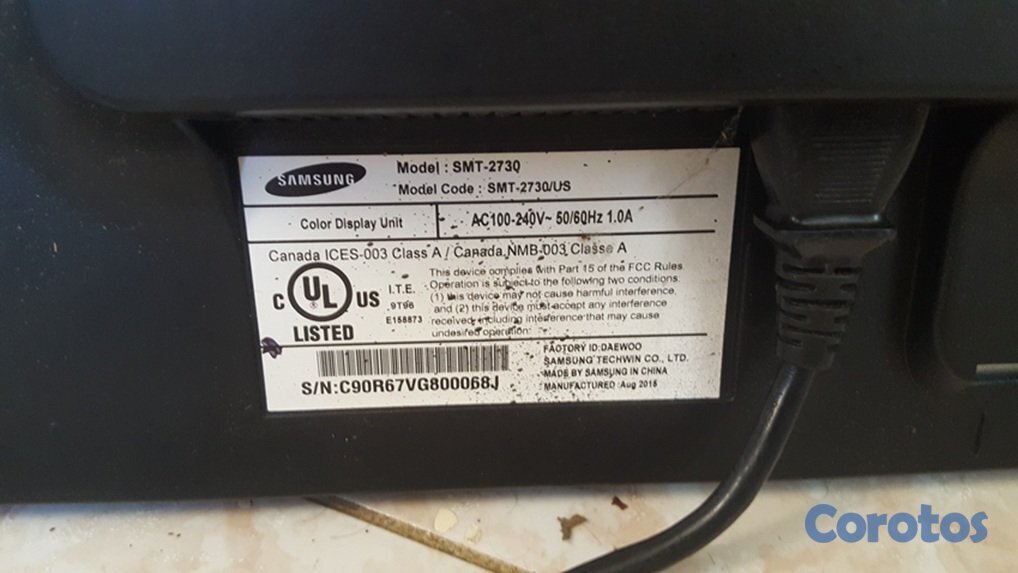 SAMSUNG
Model : SMT-2730
Model Code : SMT-2730/US
Color Display Unit
AC100-240V~ 50/60Hz 1.0A
Canada ICES-003 Class A / Canada NMB-003 Classe A
C UL US
®
LISTED
I.T.E.
9T96
E158873
This device complies with Part 15 of the FCC Rules.
Operation is subject to the following two conditions:
(1) this device may not cause harmful interference,
and (2) this device must accept any interference
received, including interference that may cause
undesired operation.
S/N:C90R67VG800068J
FACTORY ID:DAEWOO
SAMSUNG TECHWIN CO., LTD.
MADE BY SAMSUNG IN CHINA
MANUFACTURED :Aug 2015
Corotos